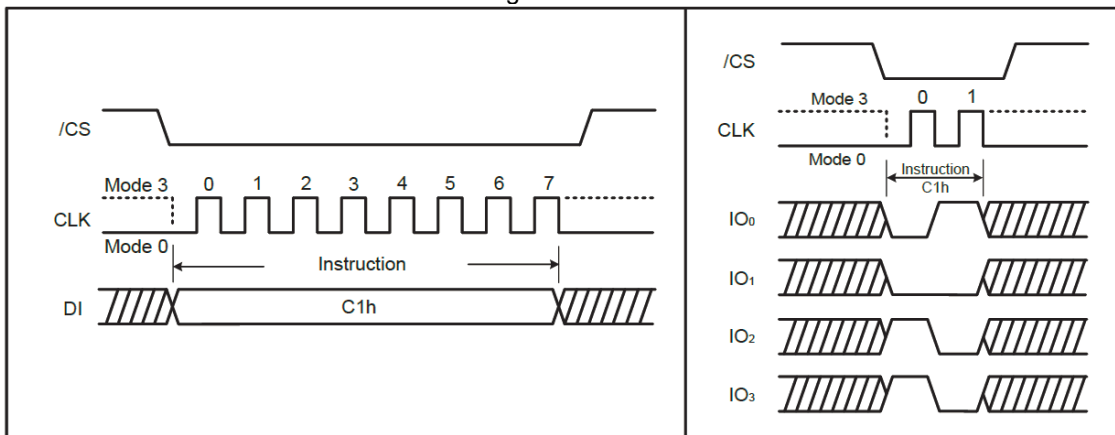 /CS
Mode 3 0 1 2 3 4 5 6 7
CLK
Mode 0
Instruction
DI C1h
/CS
Mode 3 0 1
CLK
Mode 0 Instruction
C1h
IO₀
IO₁
IO₂
IO₃